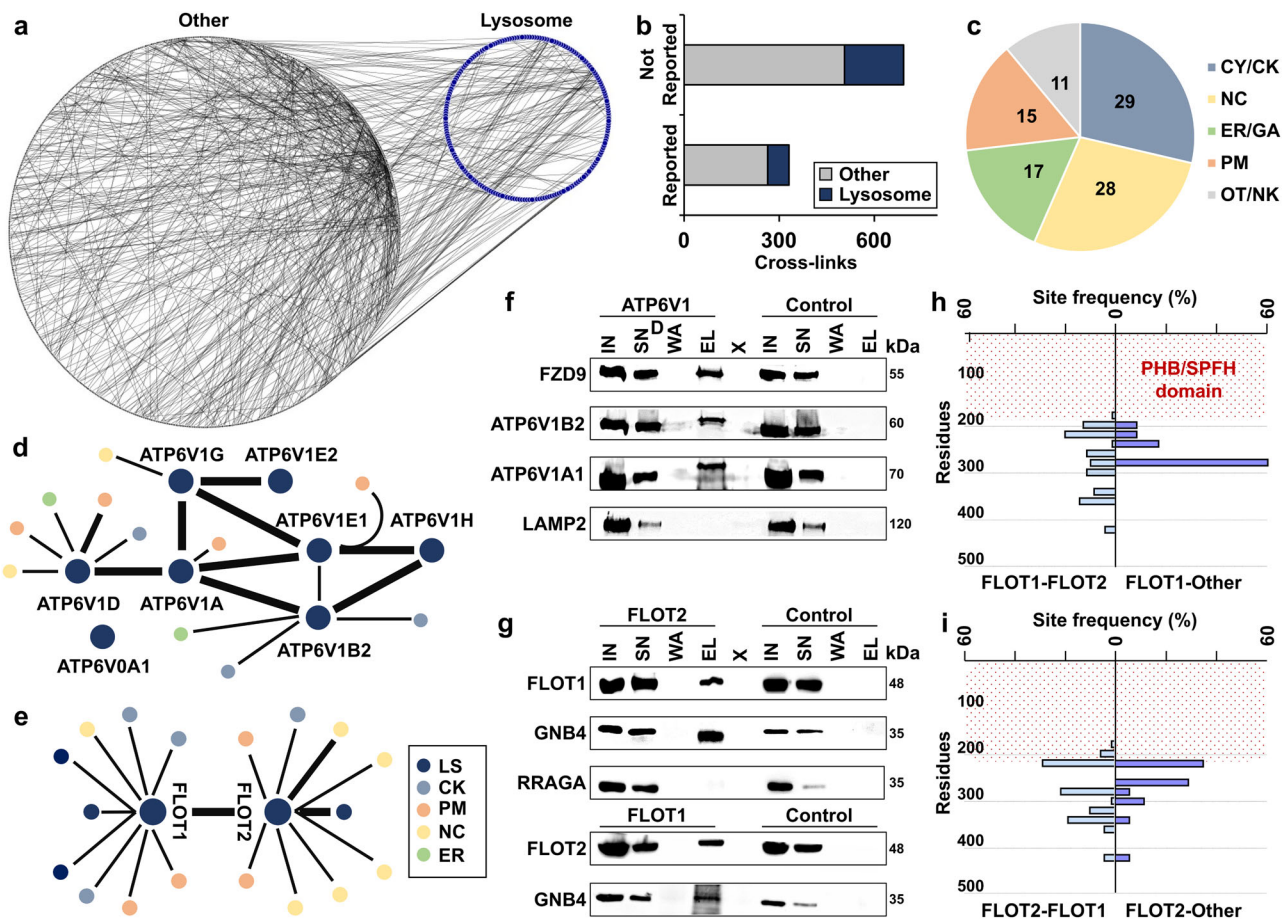 a
Other
Lysosome
b
Not
Reported
Reported
Other
Lysosome
0
300
600
Cross-links
c
29
28
17
15
11
CY/CK
NC
ER/GA
PM
OT/NK
d
ATP6V1G
ATP6V1E2
ATP6V1E1
ATP6V1H
ATP6V1D
ATP6V1A
ATP6V0A1
ATP6V1B2
e
FLOT1
FLOT2
LS
CK
PM
NC
ER
f
ATP6V1
D
Control
IN SN WA EL X IN SN WA EL
kDa
FZD9 55
ATP6V1B2 60
ATP6V1A1 70
LAMP2 120
g
FLOT2
Control
IN SN WA EL X IN SN WA EL
kDa
FLOT1 48
GNB4 35
RRAGA 35
FLOT1
Control
FLOT2 48
GNB4 35
h
Site frequency (%)
60 0 60
PHB/SPFH
domain
Residues
100
200
300
400
500
FLOT1-FLOT2
FLOT1-Other
i
Site frequency (%)
60 0 60
Residues
100
200
300
400
500
FLOT2-FLOT1
FLOT2-Other